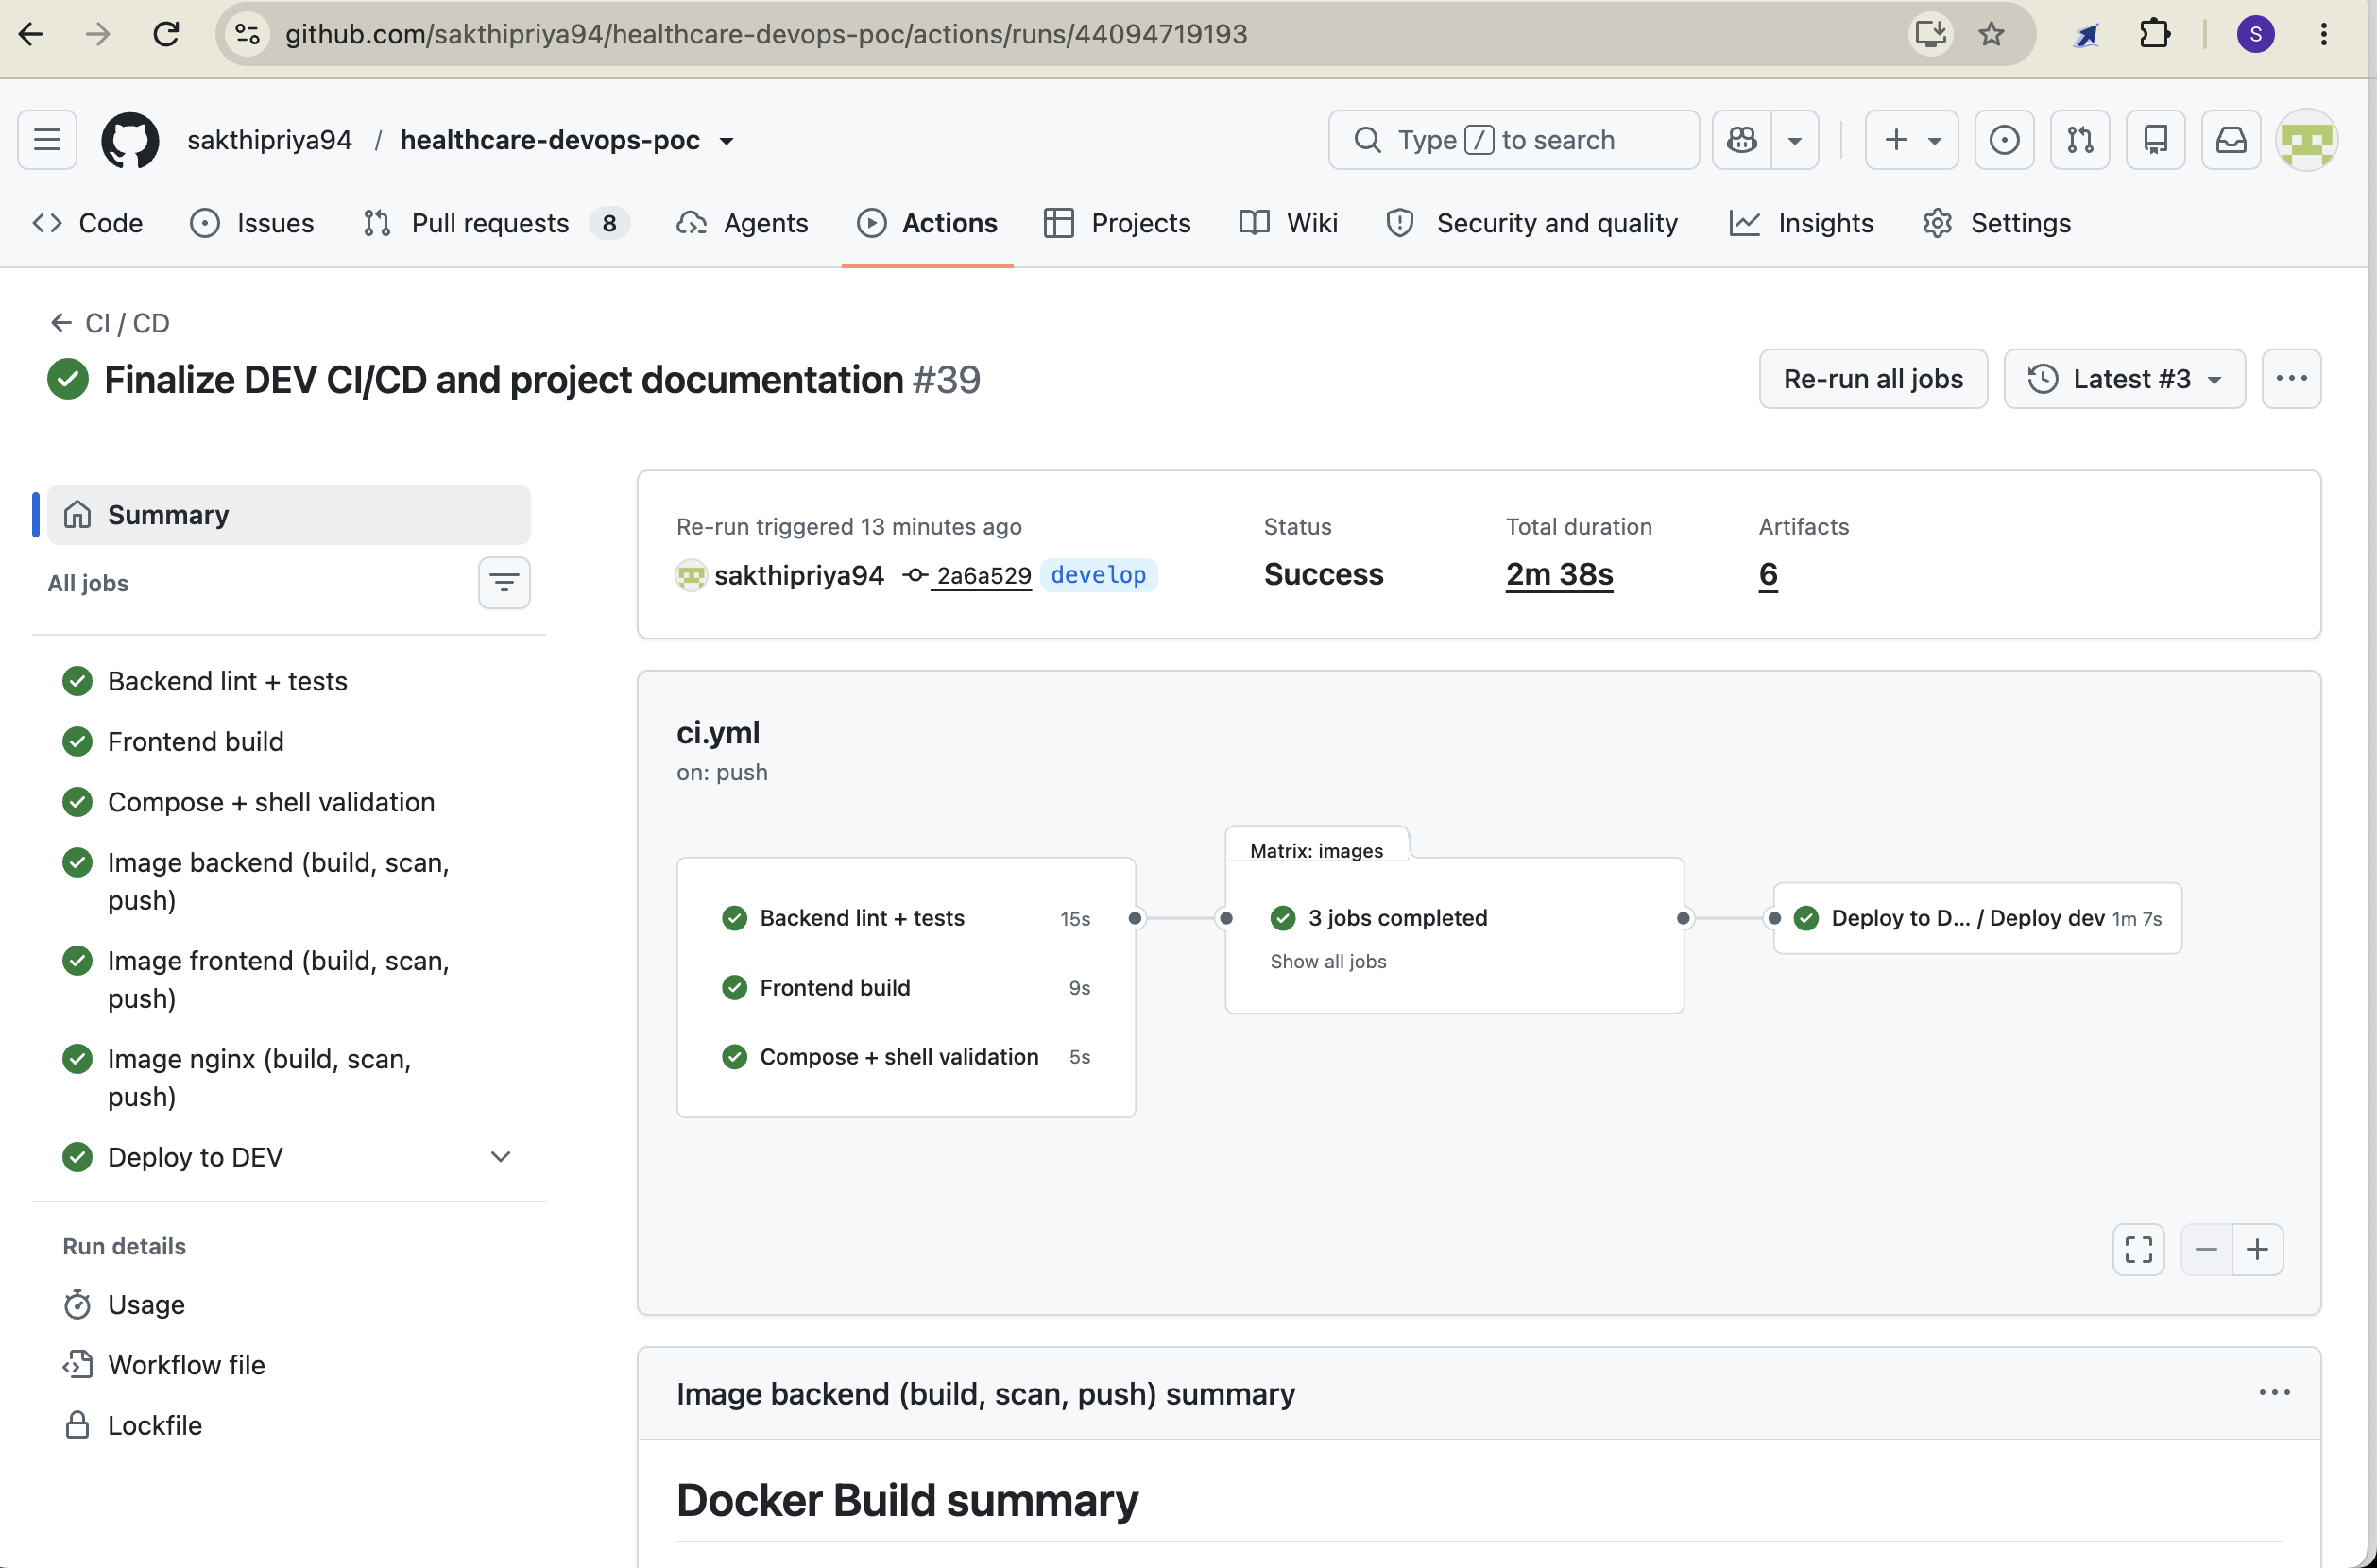 github.com/sakthipriya94/healthcare-devops-poc/actions/runs/44094719193
S
sakthipriya94 / healthcare-devops-poc
Type / to search
Code
Issues
Pull requests 8
Agents
Actions
Projects
Wiki
Security and quality
Insights
Settings
CI / CD
Finalize DEV CI/CD and project documentation #39
Re-run all jobs
Latest #3
Summary
All jobs
Backend lint + tests
Frontend build
Compose + shell validation
Image backend (build, scan,
push)
Image frontend (build, scan,
push)
Image nginx (build, scan,
push)
Deploy to DEV
Run details
Usage
Workflow file
Lockfile
Re-run triggered 13 minutes ago
sakthipriya94 2a6a529 develop
Status
Success
Total duration
2m 38s
Artifacts
6
ci.yml
on: push
Backend lint + tests 15s
Frontend build 9s
Compose + shell validation 5s
Matrix: images
3 jobs completed
Show all jobs
Deploy to D... / Deploy dev 1m 7s
Image backend (build, scan, push) summary
Docker Build summary